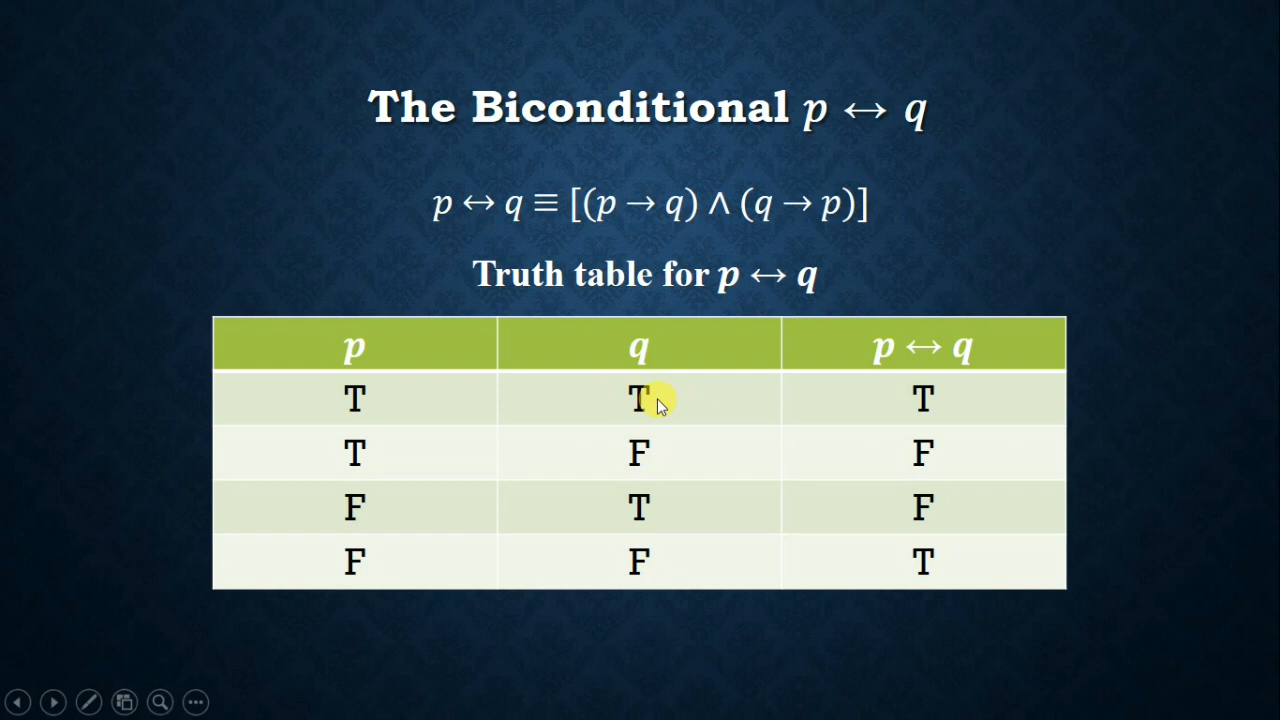 The Biconditional p ↔ q
p ↔ q ≡ [(p → q) ∧ (q → p)]
Truth table for p ↔ q
p q p ↔ q
T T T
T F F
F T F
F F T